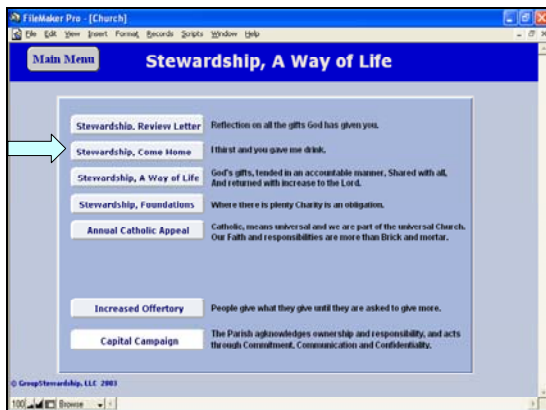 FileMaker Pro - [Church]
File Edit View Insert Format Records Scripts Window Help
Main Menu
Stewardship, A Way of Life
Stewardship, Review Letter
Reflection on all the gifts God has given you.
Stewardship, Come Home
I thirst and you gave me drink.
Stewardship, A Way of Life
God's gifts, tended in an accountable manner, Shared with all,
And returned with increase to the Lord.
Stewardship, Foundations
Where there is plenty Charity is an obligation.
Annual Catholic Appeal
Catholic, means universal and we are part of the universal Church.
Our Faith and responsibilities are more than Brick and mortar.
Increased Offertory
People give what they give until they are asked to give more.
Capital Campaign
The Parish agknowledges ownership and responsibility, and acts
through Commitment, Communication and Confidentiality.
© GroupStewardship, LLC 2003
100
Browse